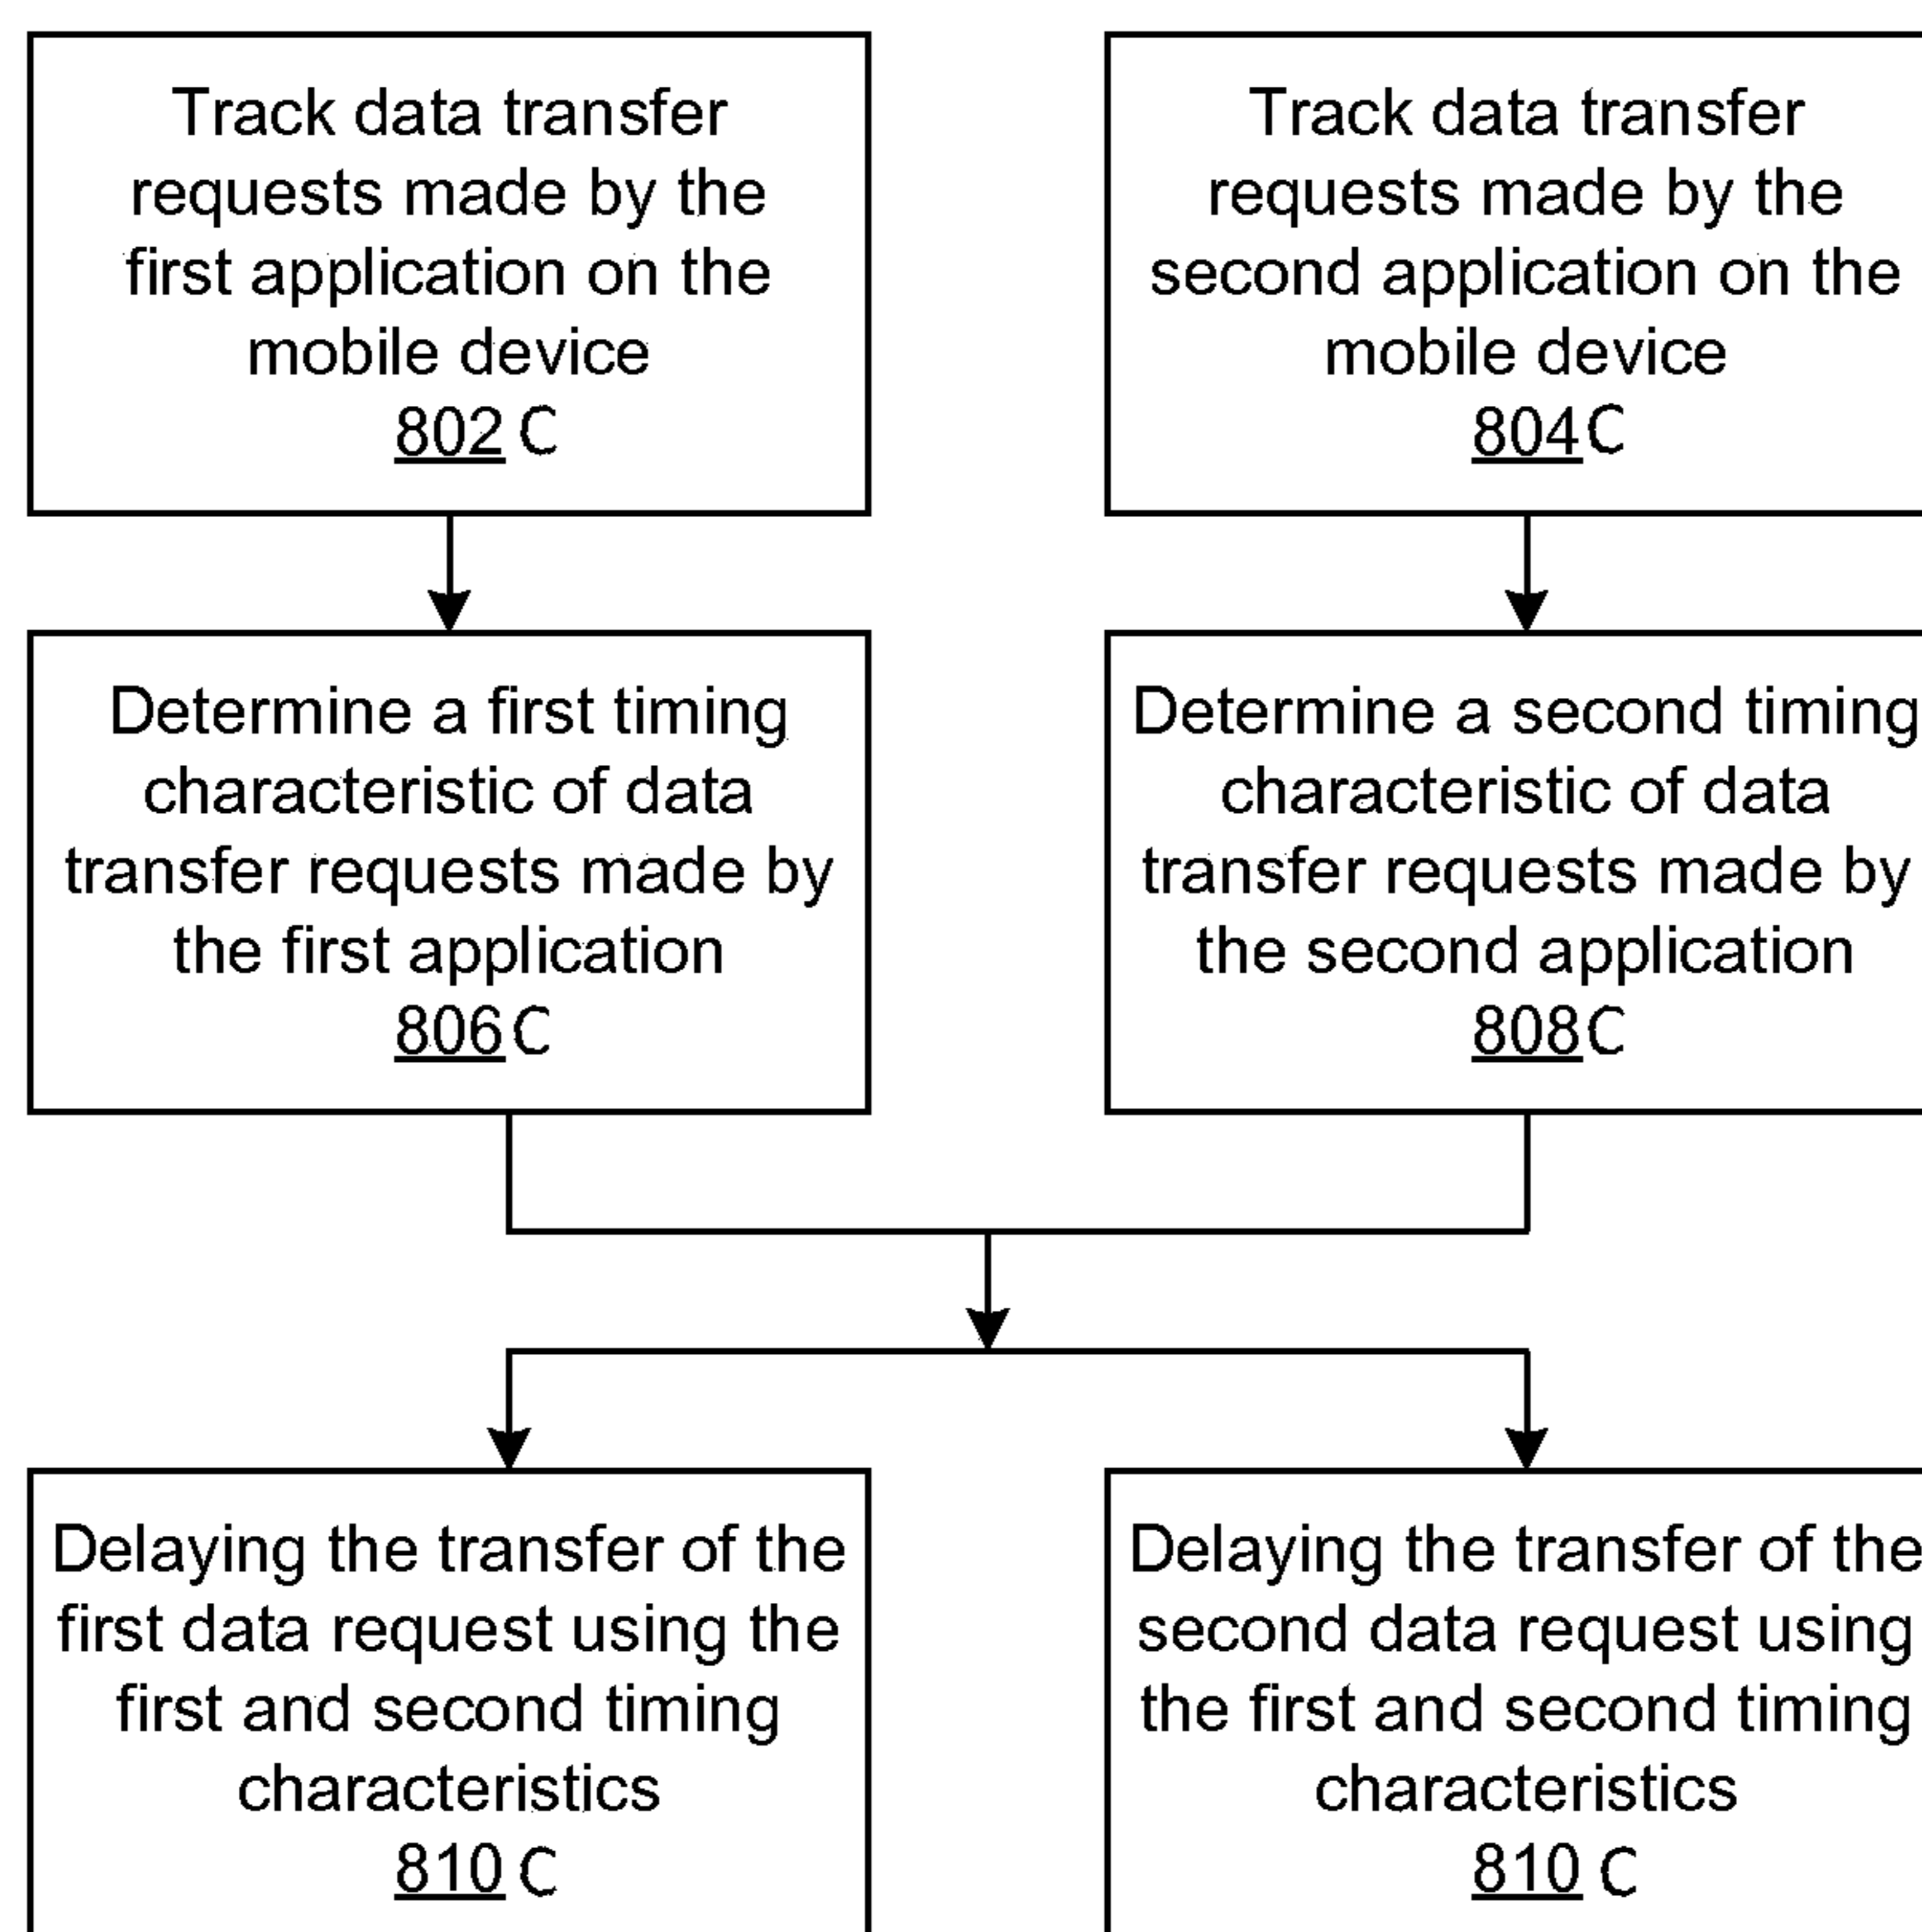 Track data transfer
requests made by the
first application on the
mobile device
802 C
Track data transfer
requests made by the
second application on the
mobile device
804 C
Determine a first timing
characteristic of data
transfer requests made by
the first application
806 C
Determine a second timing
characteristic of data
transfer requests made by
the second application
808 C
Delaying the transfer of the
first data request using the
first and second timing
characteristics
810 C
Delaying the transfer of the
second data request using
the first and second timing
characteristics
810 C